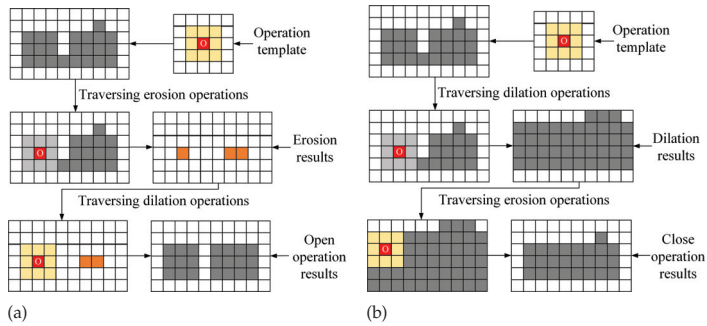 O
Operation
template
Traversing erosion operations
O
Erosion
results
Traversing dilation operations
O
Open
operation
results
(a)
O
Operation
template
Traversing dilation operations
O
Dilation
results
Traversing erosion operations
O
Close
operation
results
(b)